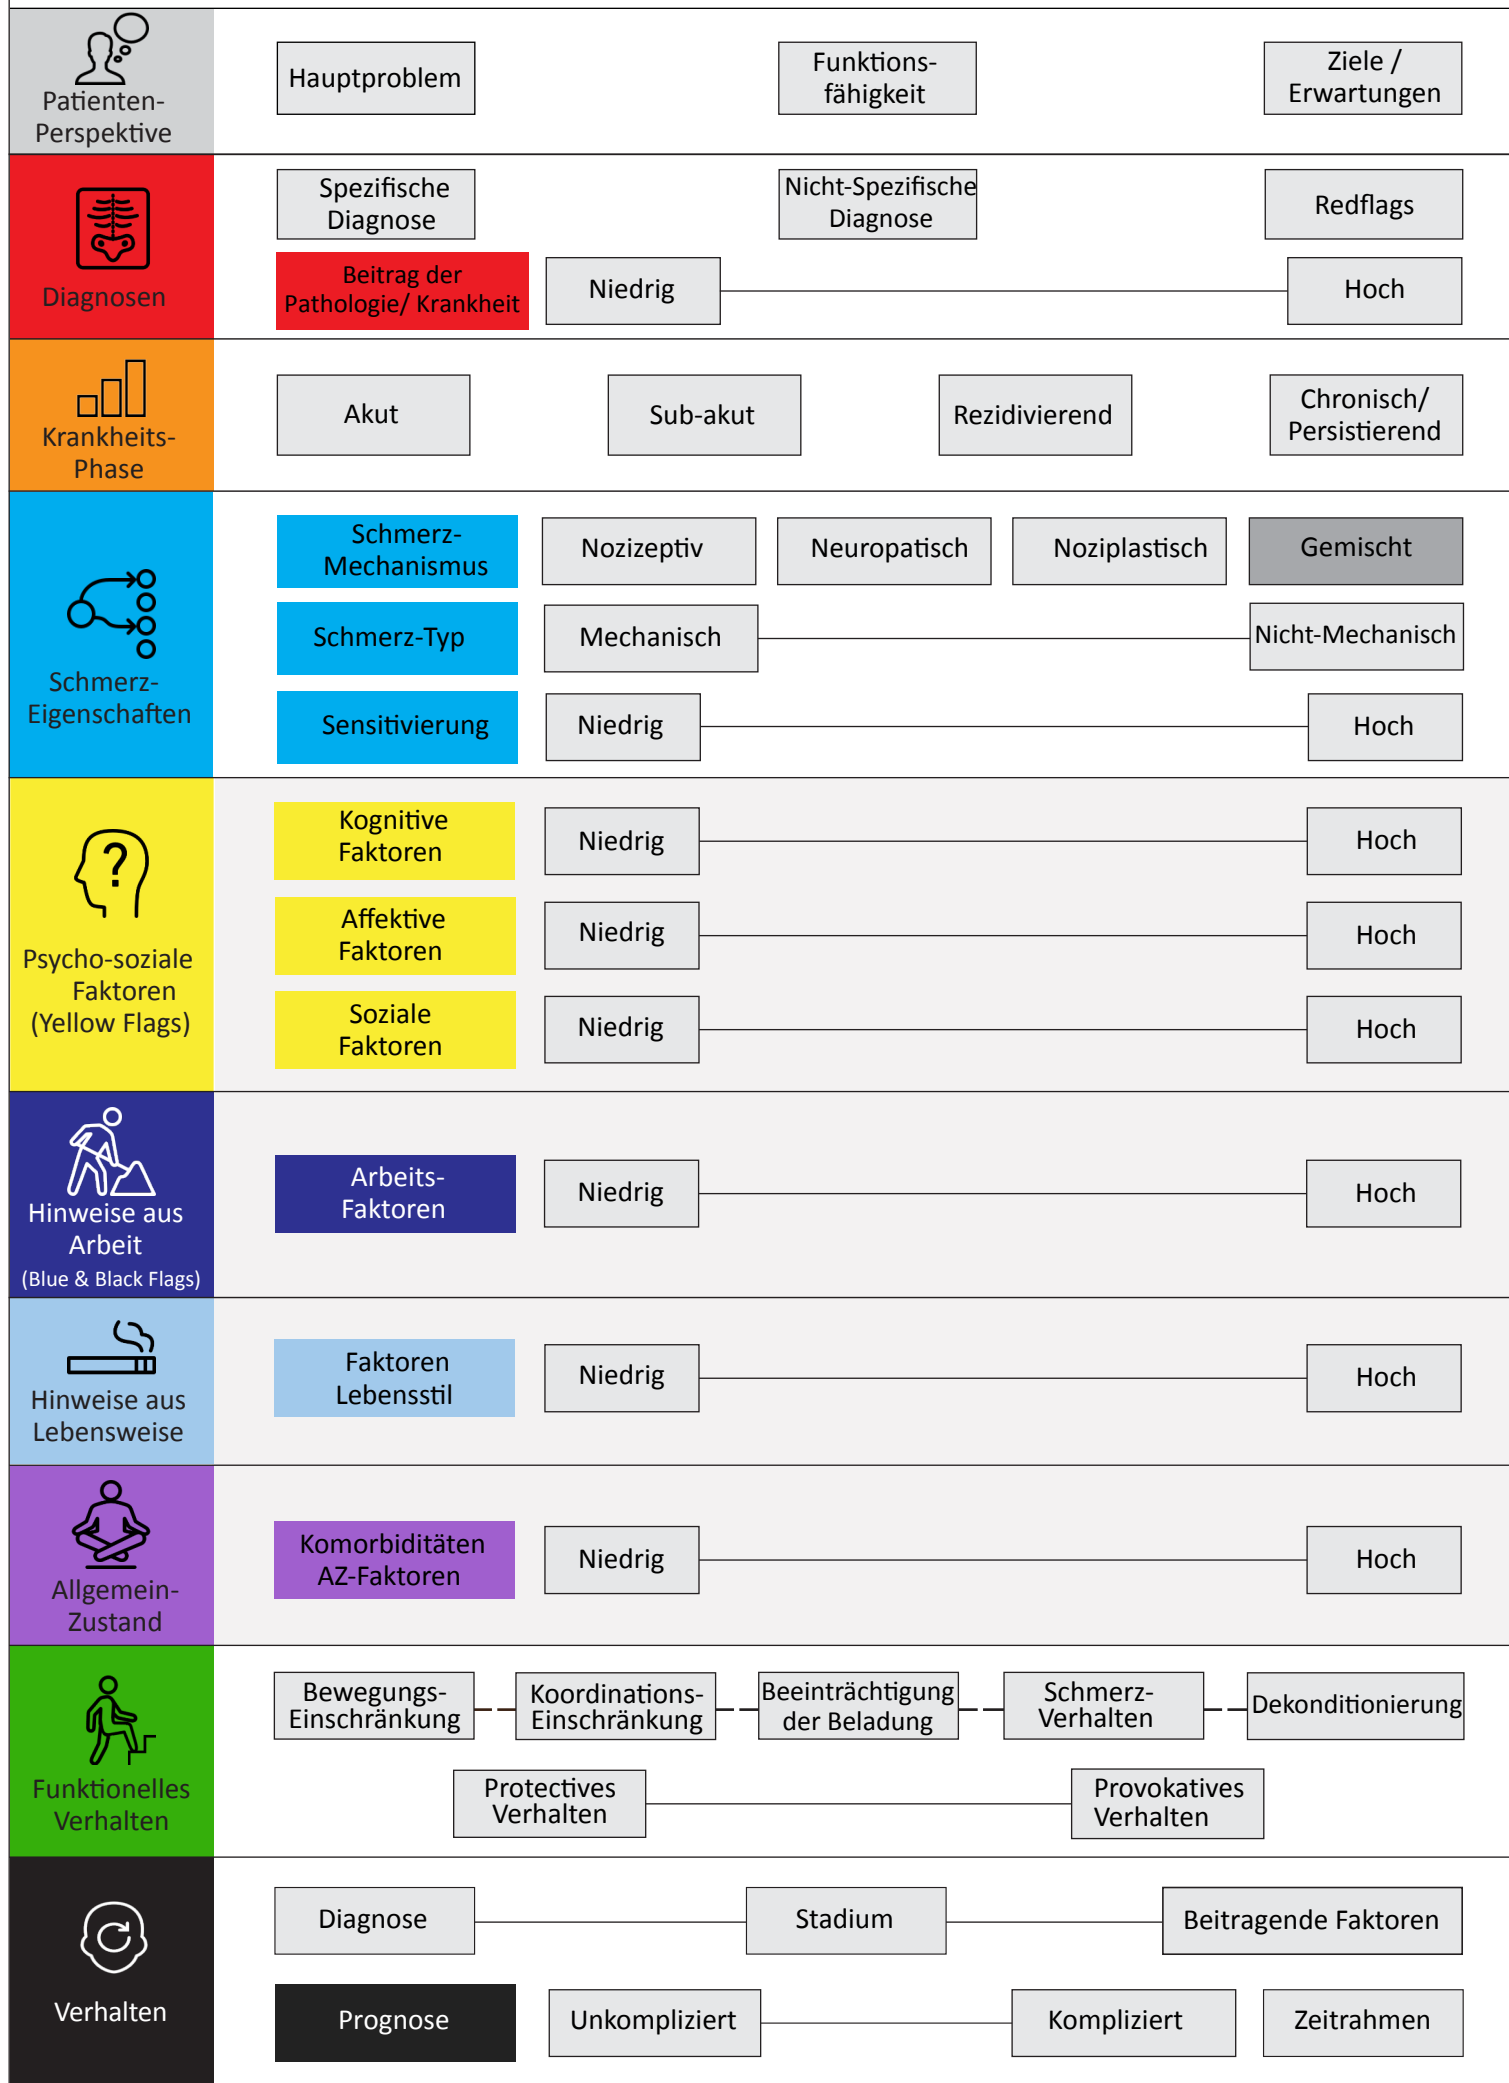 Patienten-
Perspektive
Hauptproblem
Funktions-
fähigkeit
Ziele /
Erwartungen
Diagnosen
Spezifische
Diagnose
Nicht-Spezifische
Diagnose
Redflags
Beitrag der
Pathologie/ Krankheit
Niedrig
Hoch
Krankheits-
Phase
Akut
Sub-akut
Rezidivierend
Chronisch/
Persistierend
Schmerz-
Eigenschaften
Schmerz-
Mechanismus
Nozizeptiv
Neuropatisch
Noziplastisch
Gemischt
Schmerz-Typ
Mechanisch
Nicht-Mechanisch
Sensitivierung
Niedrig
Hoch
?
Psycho-soziale
Faktoren
(Yellow Flags)
Kognitive
Faktoren
Niedrig
Hoch
Affektive
Faktoren
Niedrig
Hoch
Soziale
Faktoren
Niedrig
Hoch
Hinweise aus
Arbeit
(Blue & Black Flags)
Arbeits-
Faktoren
Niedrig
Hoch
Hinweise aus
Lebensweise
Faktoren
Lebensstil
Niedrig
Hoch
Allgemein-
Zustand
Komorbiditäten
AZ-Faktoren
Niedrig
Hoch
Funktionelles
Verhalten
Bewegungs-
Einschränkung
Koordinations-
Einschränkung
Beeinträchtigung
der Beladung
Schmerz-
Verhalten
Dekonditionierung
Protectives
Verhalten
Provokatives
Verhalten
Verhalten
Diagnose
Stadium
Beitragende Faktoren
Prognose
Unkompliziert
Kompliziert
Zeitrahmen